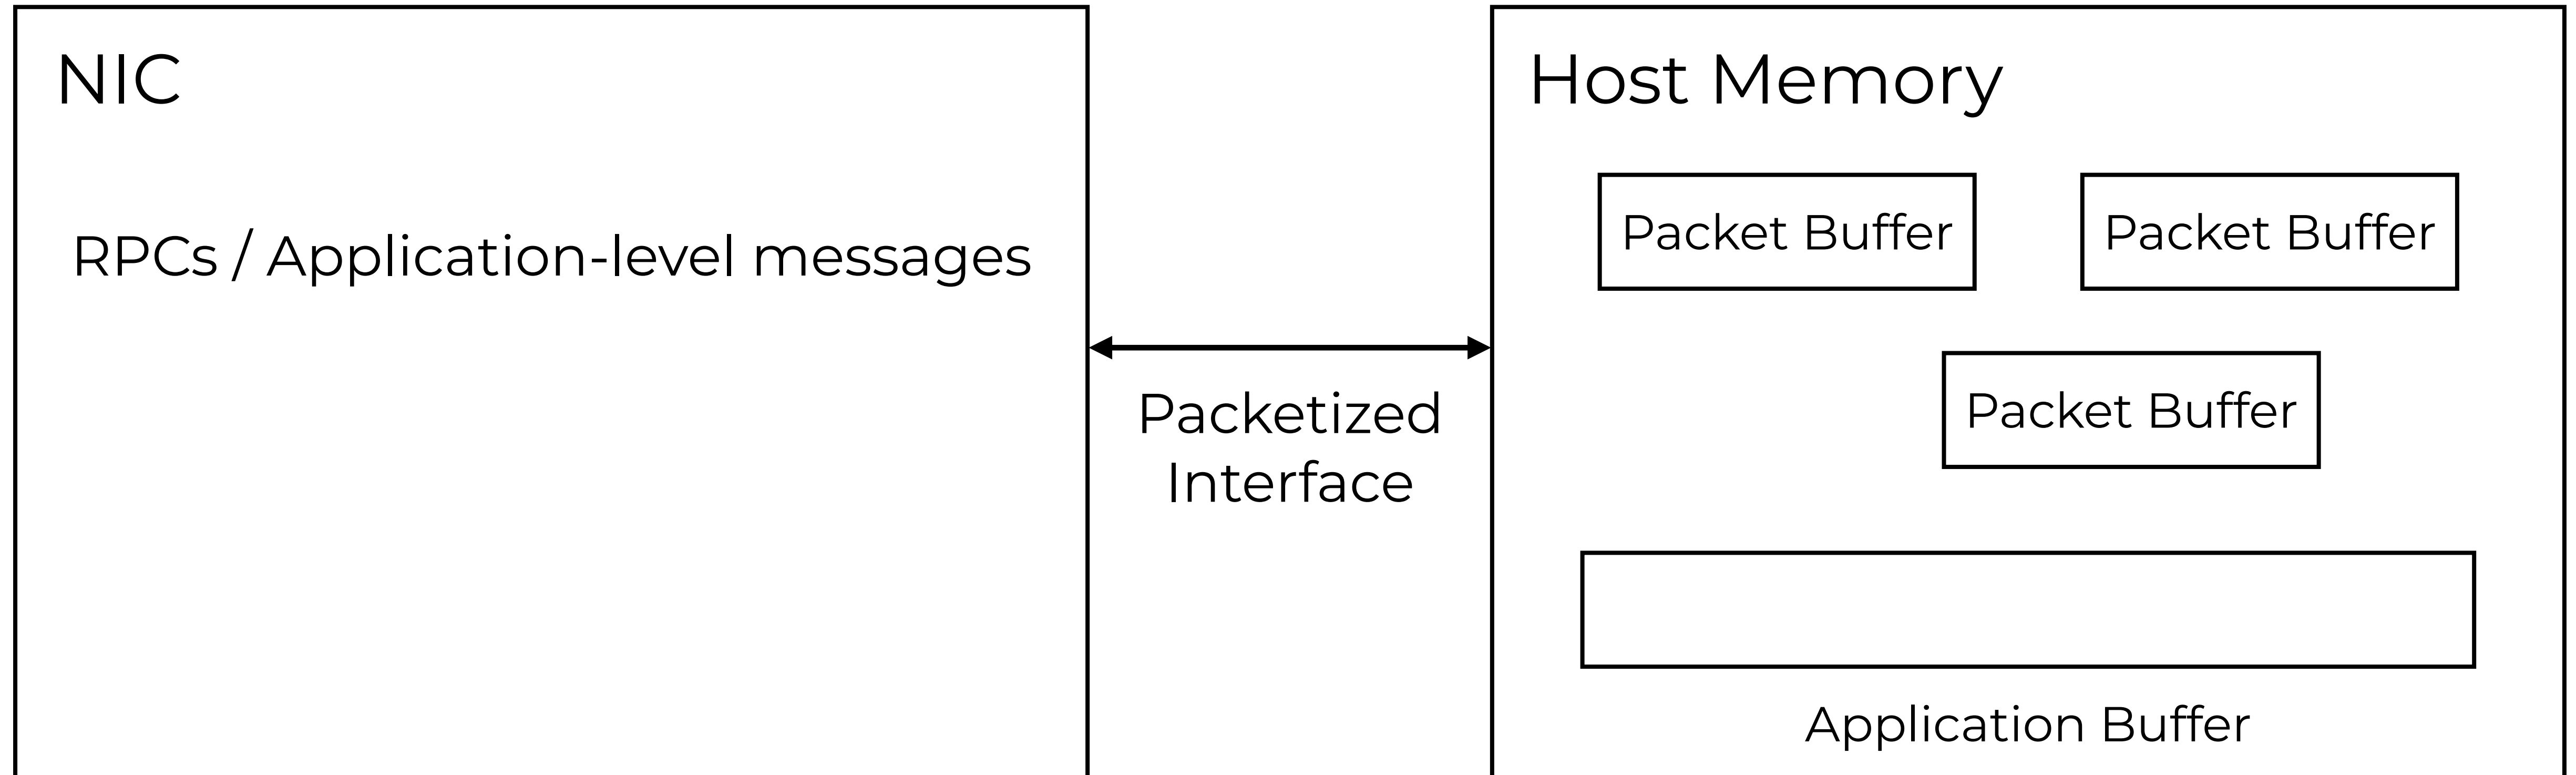 NIC
RPCs / Application-level messages
Packetized
Interface
Host Memory
Packet Buffer
Packet Buffer
Packet Buffer
Application Buffer